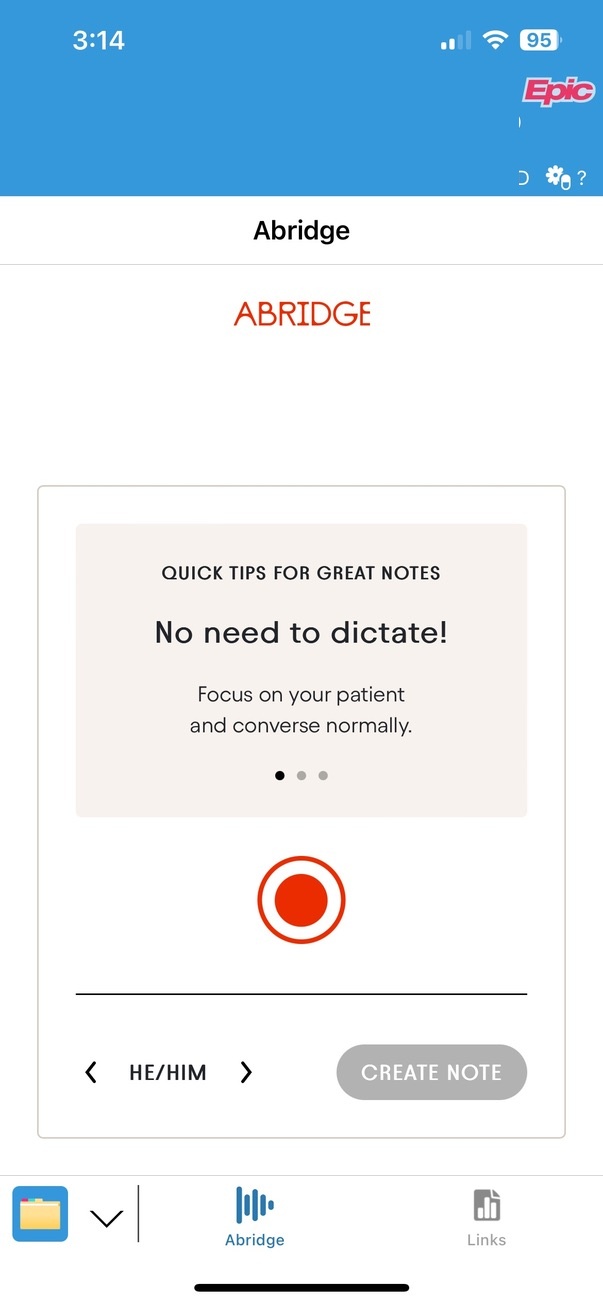 3:14
95
Epic
?
Abridge
ABRIDGE
QUICK TIPS FOR GREAT NOTES
No need to dictate!
Focus on your patient
and converse normally.
HE/HIM
CREATE NOTE
Abridge
Links